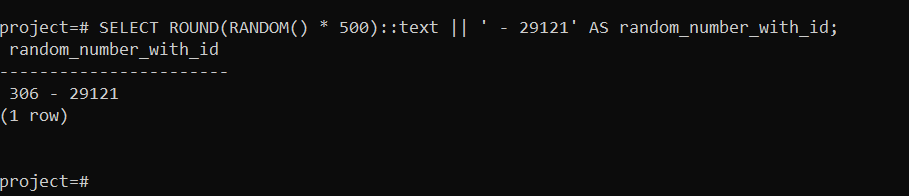 project=# SELECT ROUND(RANDOM() * 500)::text || ' - 29121' AS random_number_with_id;
 random_number_with_id
-----------------------
 306 - 29121
(1 row)
project=#